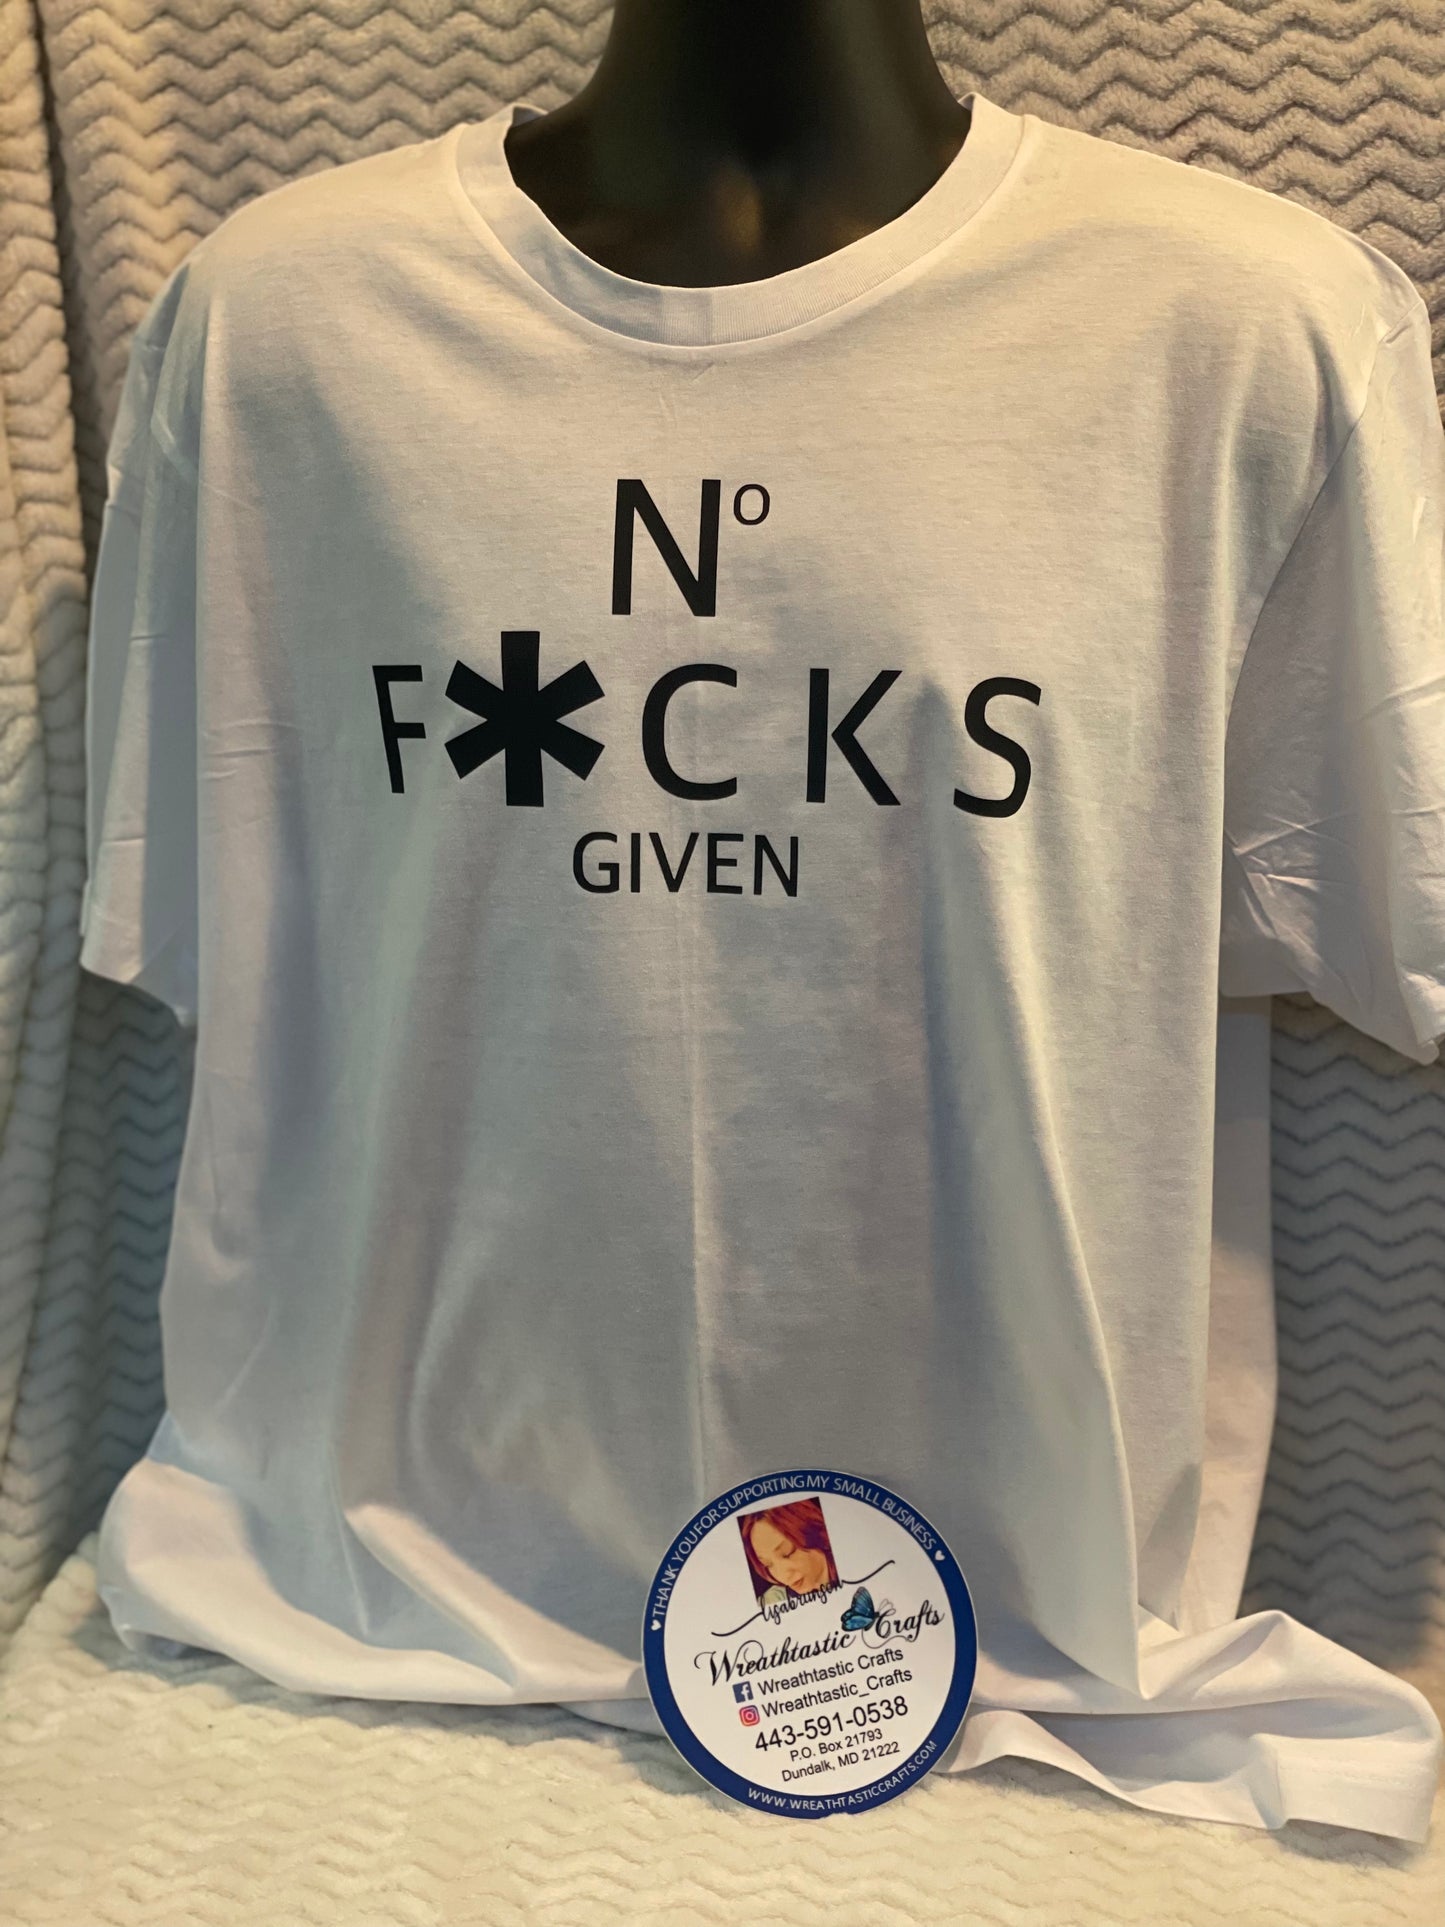 Nº
F*CKS
GIVEN
THANK YOU FOR SUPPORTING MY SMALL BUSINESS
lisabrunson
Wreathtastic Crafts
Wreathtastic Crafts
Wreathtastic_Crafts
443-591-0538
P.O. Box 21793
Dundalk, MD 21222
WWW.WREATHTASTICCRAFTS.COM